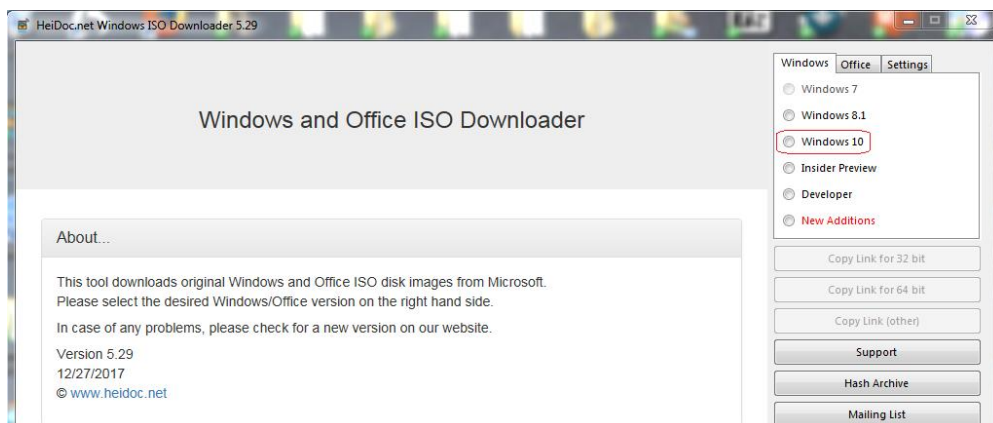 HeiDoc.net Windows ISO Downloader 5.29
Windows Office Settings
Windows 7
Windows 8.1
Windows 10
Insider Preview
Developer
New Additions
Windows and Office ISO Downloader
About...
This tool downloads original Windows and Office ISO disk images from Microsoft.
Please select the desired Windows/Office version on the right hand side.
In case of any problems, please check for a new version on our website.
Version 5.29
12/27/2017
© www.heidoc.net
Copy Link for 32 bit
Copy Link for 64 bit
Copy Link (other)
Support
Hash Archive
Mailing List